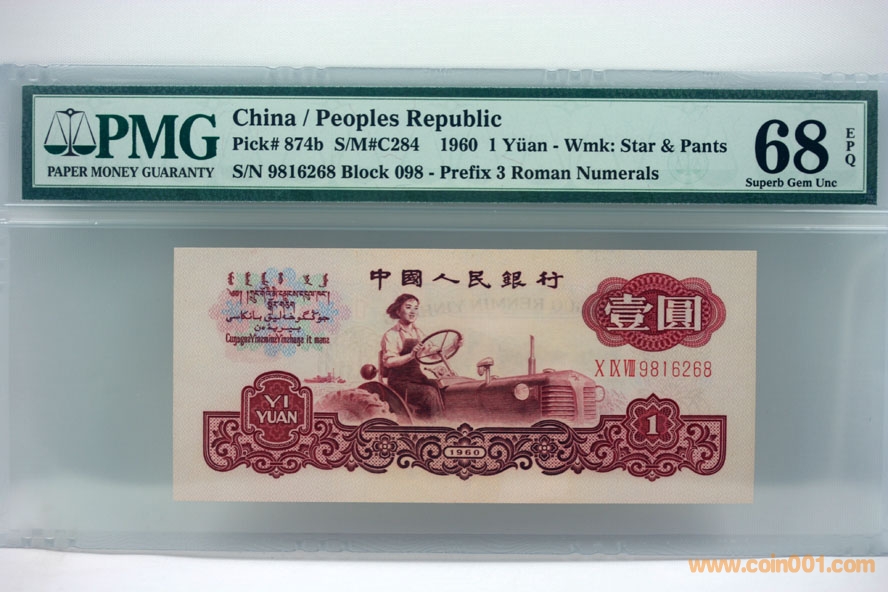 PMG
PAPER MONEY GUARANTY
China / Peoples Republic
Pick# 874b S/M#C284 1960 1 Yüan - Wmk: Star & Pants
S/N 9816268 Block 098 - Prefix 3 Roman Numerals
68
EPQ
Superb Gem Unc
中國人民銀行
壹圓
X IX VIII 9816268
YI
YUAN
1
1960
www.coin001.com